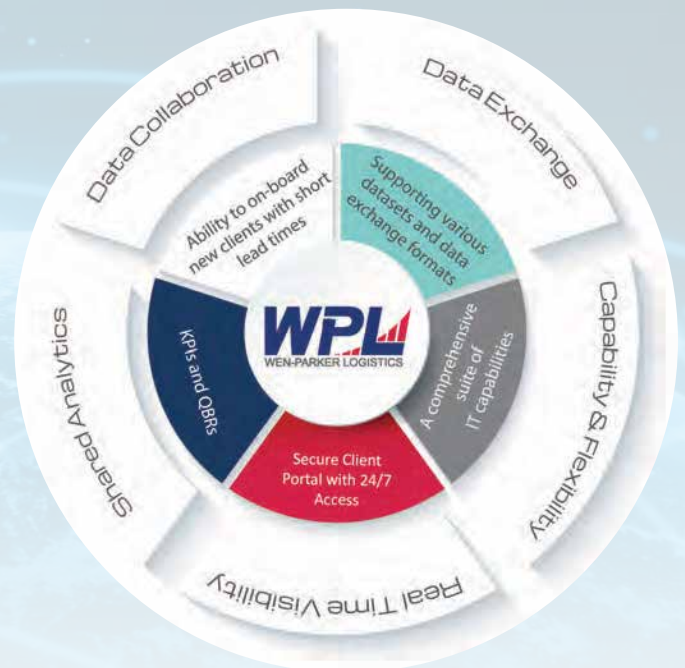 Data Collaboration
Data Exchange
Capability & Flexibility
Real Time Visibility
Shared Analytics
Ability to on-board
new clients with short
lead times
Supporting various
datasets and data
exchange formats
A comprehensive
suite of
IT capabilities
Secure Client
Portal with 24/7
Access
KPIs and QBRs
WPL
WEN-PARKER LOGISTICS